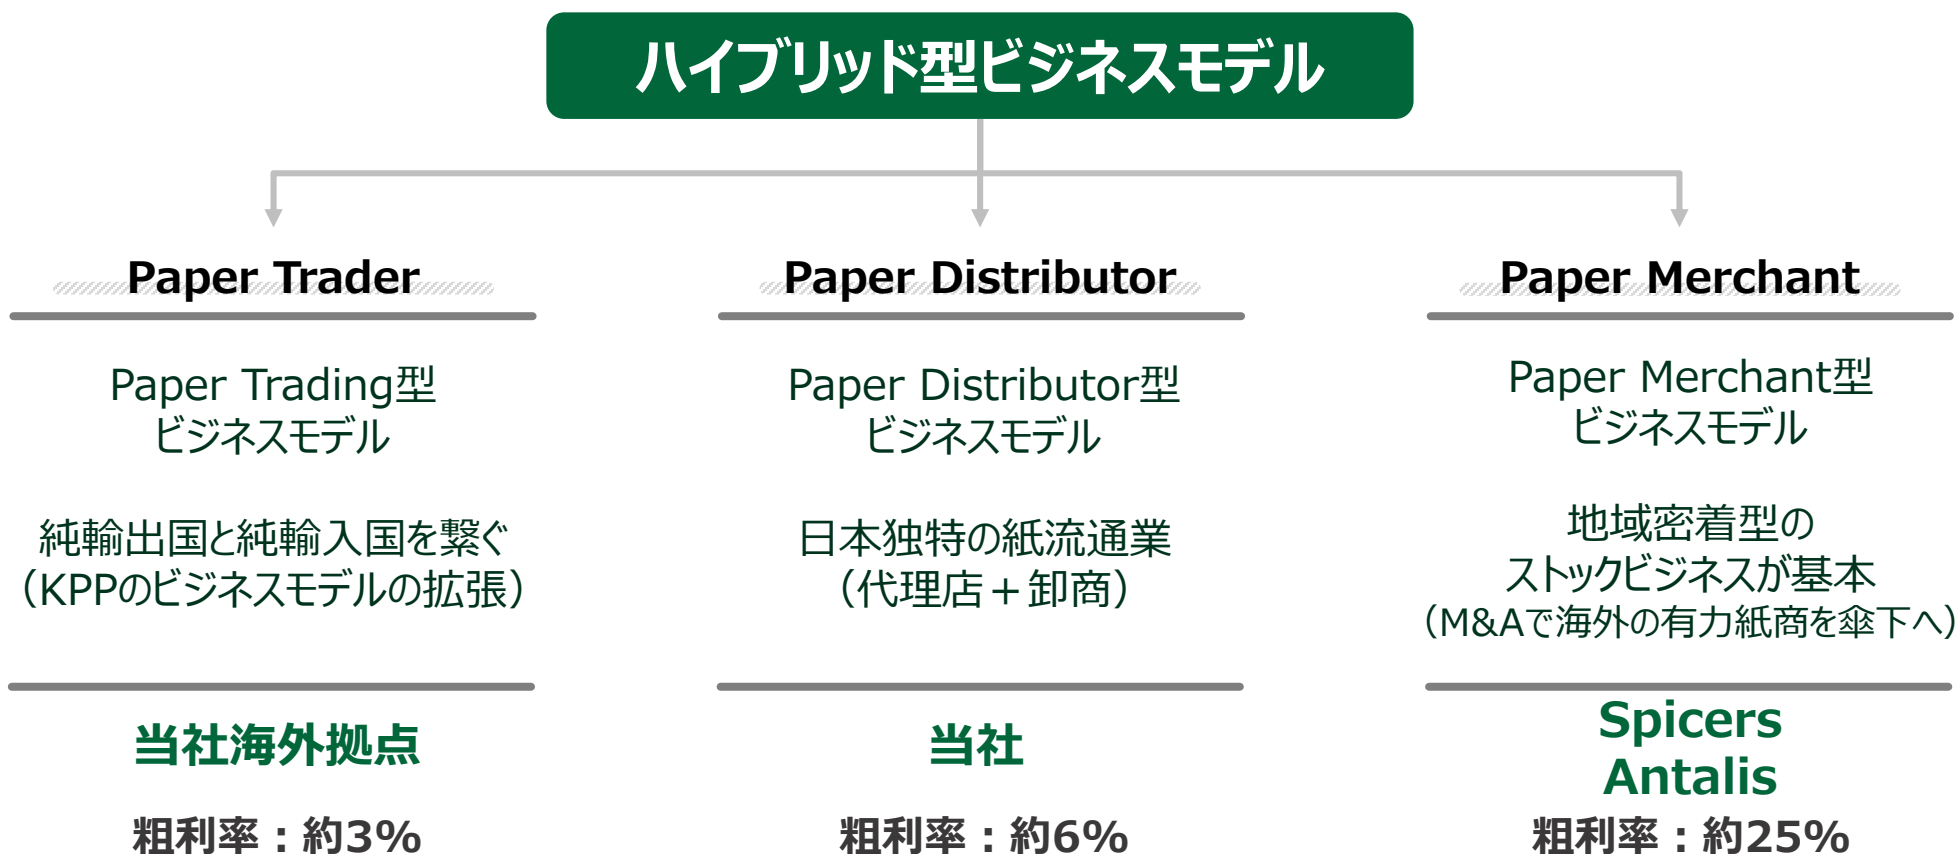 ハイブリッド型ビジネスモデル
Paper Trader
Paper Trading型
ビジネスモデル
純輸出国と純輸入国を繋ぐ
（KPPのビジネスモデルの拡張）
当社海外拠点
粗利率：約3%
Paper Distributor
Paper Distributor型
ビジネスモデル
日本独特の紙流通業
（代理店＋卸商）
当社
粗利率：約6%
Paper Merchant
Paper Merchant型
ビジネスモデル
地域密着型の
ストックビジネスが基本
（M&Aで海外の有力紙商を傘下へ）
Spicers
Antalis
粗利率：約25%